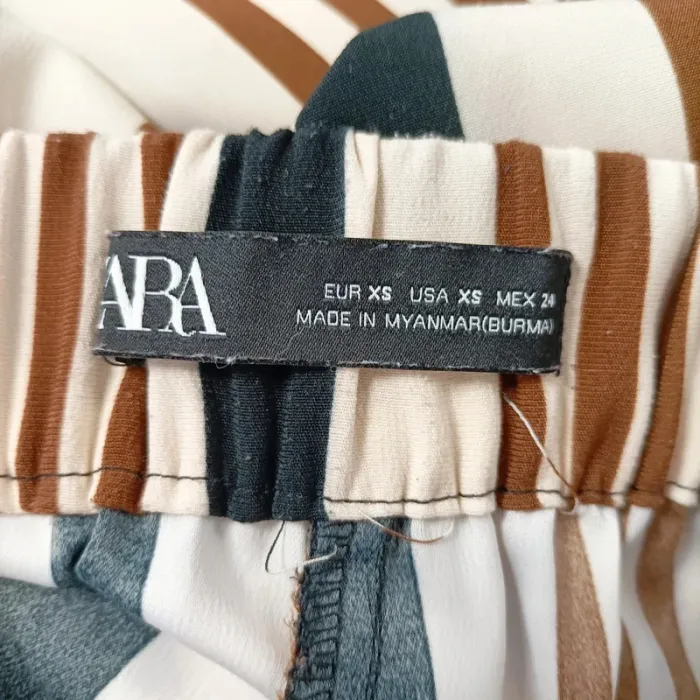 ZARA
EUR XS USA XS MEX 24
MADE IN MYANMAR(BURMA)